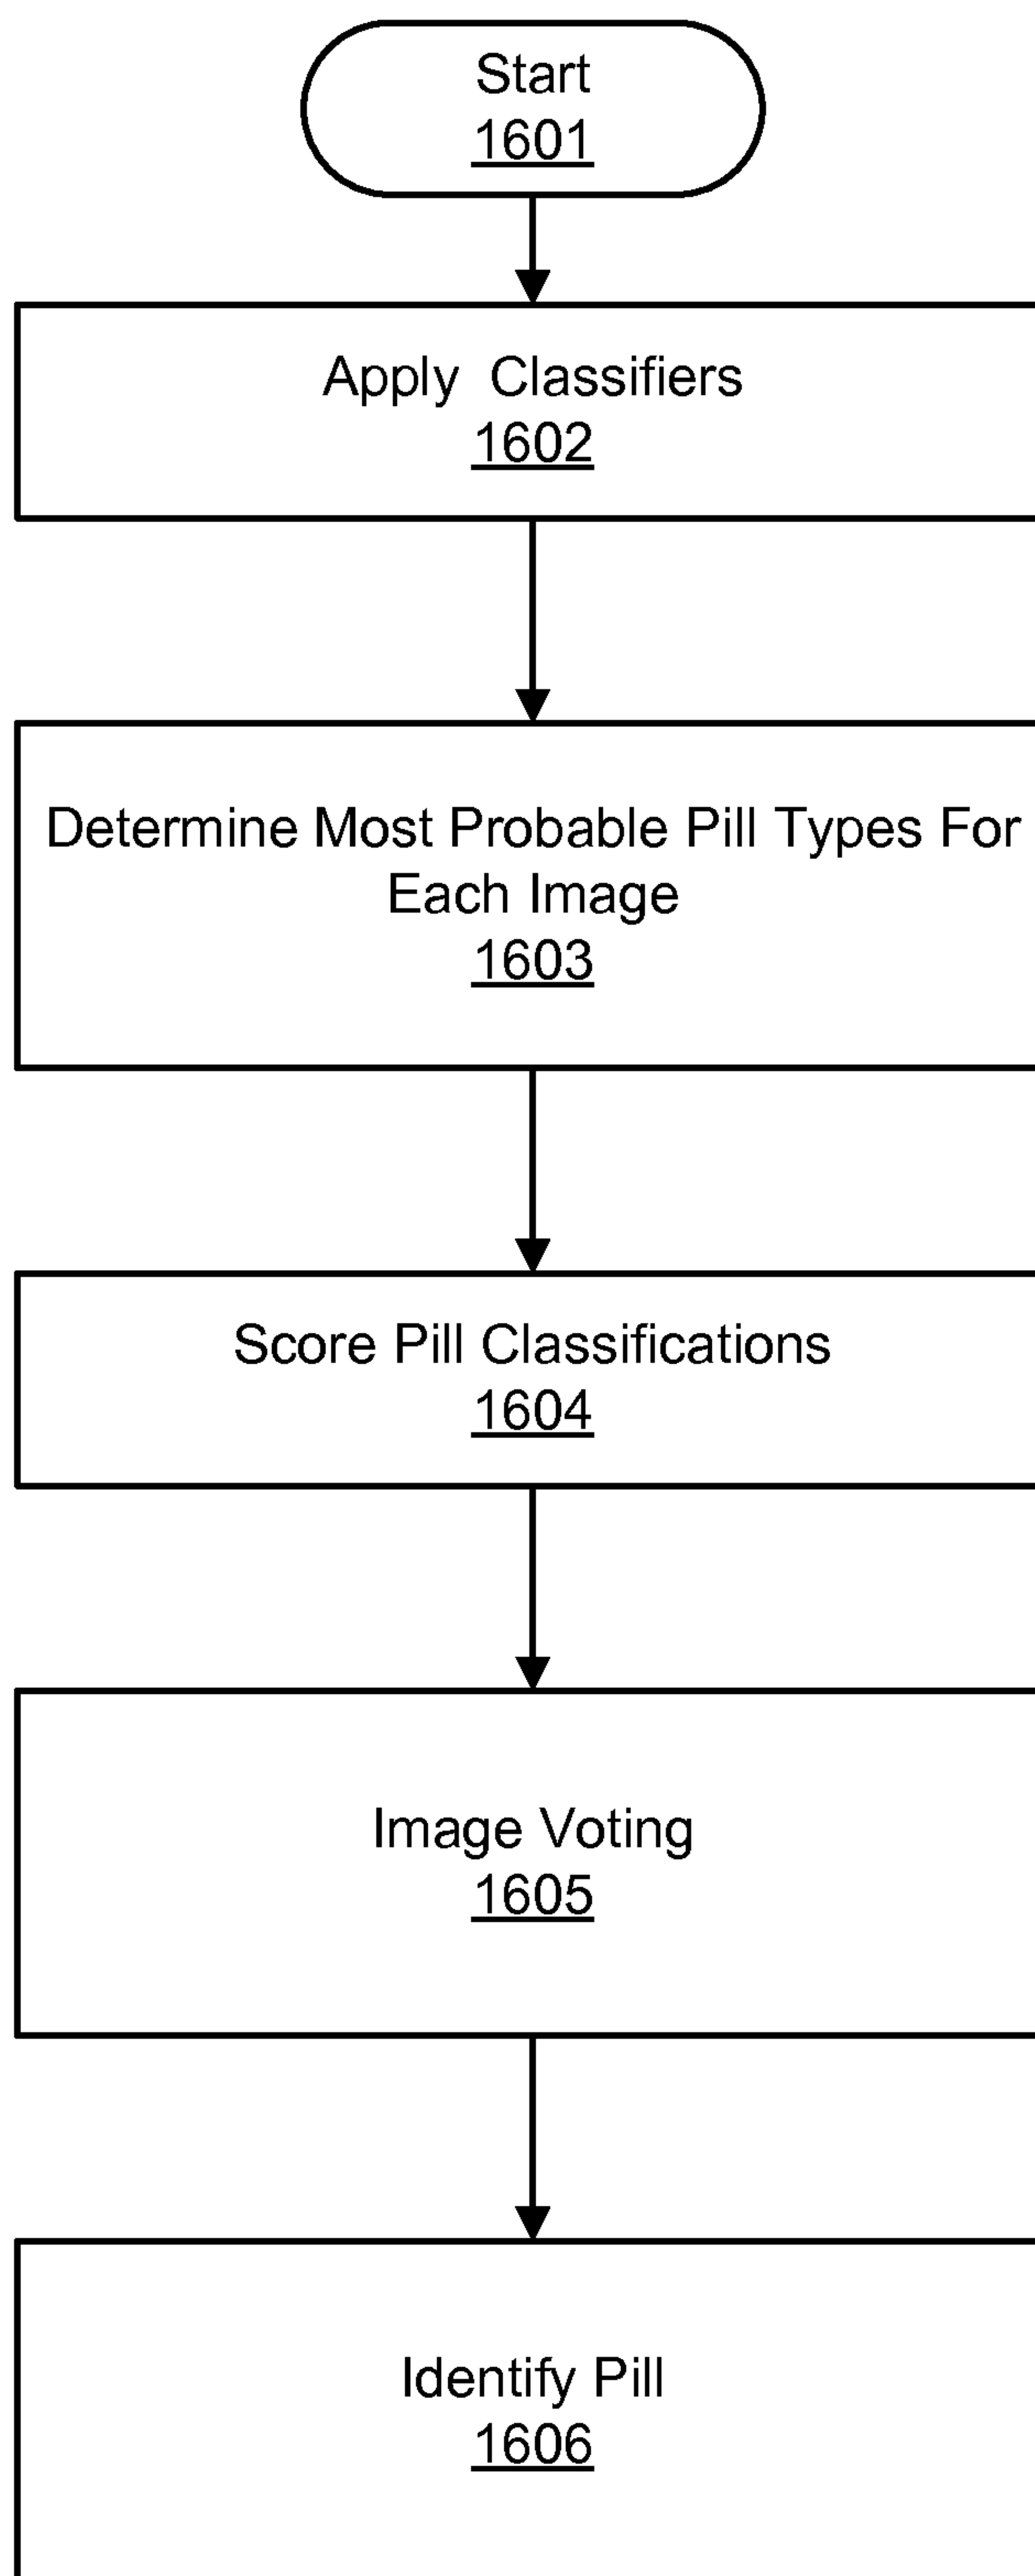 Start
1601
Apply Classifiers
1602
Determine Most Probable Pill Types For
Each Image
1603
Score Pill Classifications
1604
Image Voting
1605
Identify Pill
1606